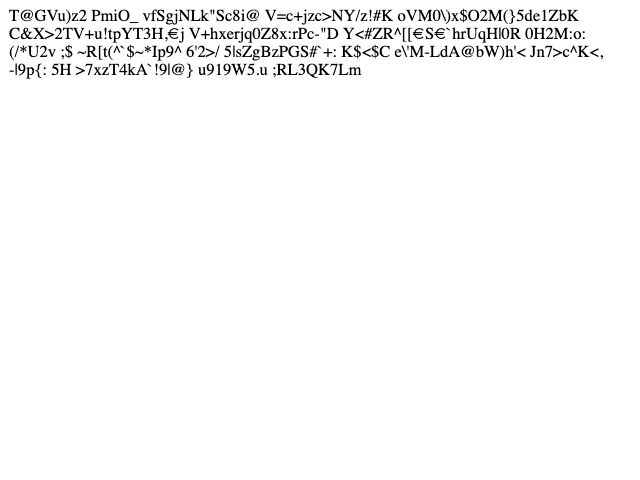 T@GVu)z2 PmiO_ vfSgjNLk"Sc8i@ V=c+jzc>NY/z!#K oVM0\)x$O2M(}5de1ZbK
C&X>2TV+u!tpYT3H,€j V+hxerjq0Z8x:rPc-"D Y<#ZR^[[€S€`hrUqH|0R 0H2M:o:
(/*U2v ;$ ~R[t(^`$~*Ip9^ 6'2>/ 5|sZgBzPGS#`+: K$<$C e\'M-LdA@bW)h'< Jn7>c^K<,
-|9p{: 5H >7xzT4kA`!9|@} u919W5.u ;RL3QK7Lm